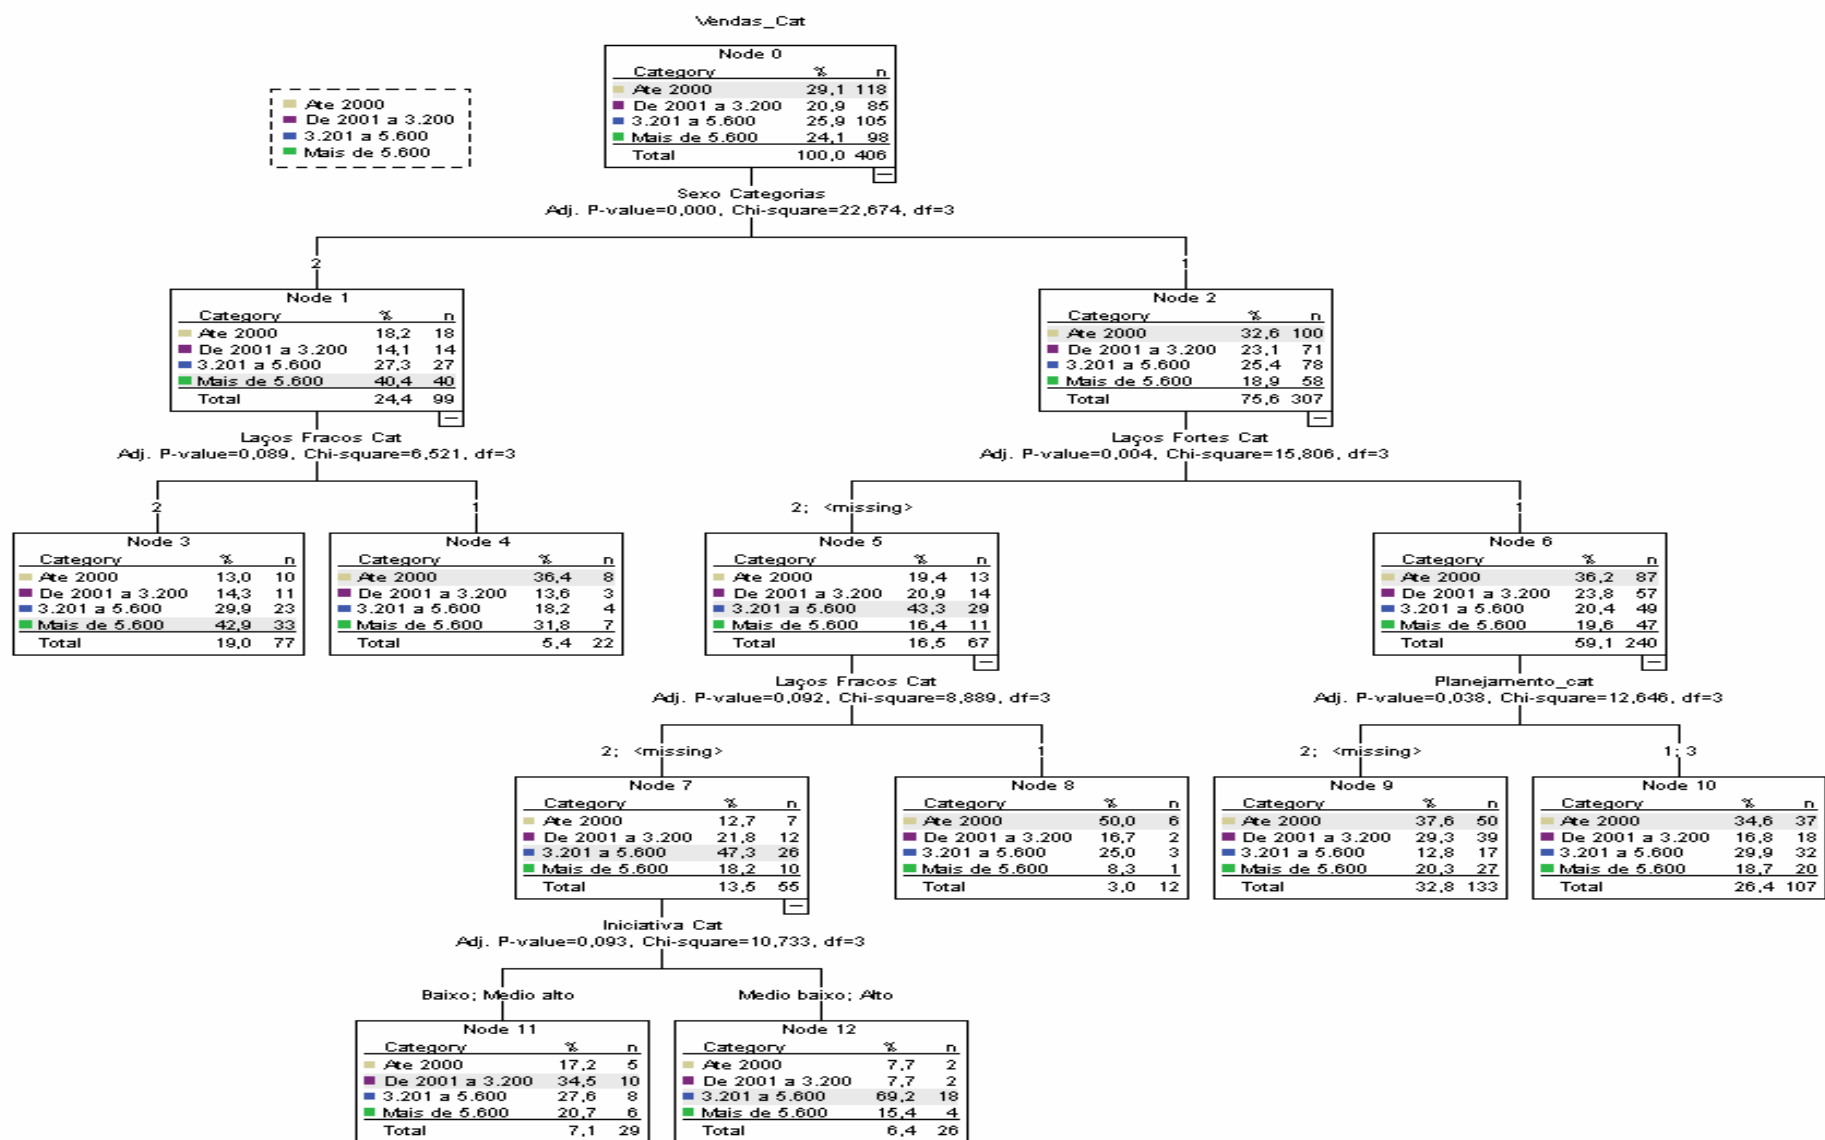 Vendas_Cat
Node 0
Category % n
Ate 2000 29,1 118
De 2001 a 3.200 20,9 85
3.201 a 5.600 25,9 105
Mais de 5.600 24,1 98
Total 100,0 406
Ate 2000
De 2001 a 3.200
3.201 a 5.600
Mais de 5.600
Sexo Categorias
Adj. P-value=0,000, Chi-square=22,674, df=3
2
1
Node 1
Category % n
Ate 2000 18,2 18
De 2001 a 3.200 14,1 14
3.201 a 5.600 27,3 27
Mais de 5.600 40,4 40
Total 24,4 99
Node 2
Category % n
Ate 2000 32,6 100
De 2001 a 3.200 23,1 71
3.201 a 5.600 25,4 78
Mais de 5.600 18,9 58
Total 75,6 307
Laços Fracos Cat
Adj. P-value=0,089, Chi-square=6,521, df=3
Laços Fortes Cat
Adj. P-value=0,004, Chi-square=15,806, df=3
2
1
2; <missing>
1
Node 3
Category % n
Ate 2000 13,0 10
De 2001 a 3.200 14,3 11
3.201 a 5.600 29,9 23
Mais de 5.600 42,9 33
Total 19,0 77
Node 4
Category % n
Ate 2000 36,4 8
De 2001 a 3.200 13,6 3
3.201 a 5.600 18,2 4
Mais de 5.600 31,8 7
Total 5,4 22
Node 5
Category % n
Ate 2000 19,4 13
De 2001 a 3.200 20,9 14
3.201 a 5.600 43,3 29
Mais de 5.600 16,4 11
Total 16,5 67
Node 6
Category % n
Ate 2000 36,2 87
De 2001 a 3.200 23,8 57
3.201 a 5.600 20,4 49
Mais de 5.600 19,6 47
Total 59,1 240
Laços Fracos Cat
Adj. P-value=0,092, Chi-square=8,889, df=3
Planejamento_cat
Adj. P-value=0,038, Chi-square=12,646, df=3
2; <missing>
1
2; <missing>
1; 3
Node 7
Category % n
Ate 2000 12,7 7
De 2001 a 3.200 21,8 12
3.201 a 5.600 47,3 26
Mais de 5.600 18,2 10
Total 13,5 55
Node 8
Category % n
Ate 2000 50,0 6
De 2001 a 3.200 16,7 2
3.201 a 5.600 25,0 3
Mais de 5.600 8,3 1
Total 3,0 12
Node 9
Category % n
Ate 2000 37,6 50
De 2001 a 3.200 29,3 39
3.201 a 5.600 12,8 17
Mais de 5.600 20,3 27
Total 32,8 133
Node 10
Category % n
Ate 2000 34,6 37
De 2001 a 3.200 16,8 18
3.201 a 5.600 29,9 32
Mais de 5.600 18,7 20
Total 26,4 107
Iniciativa Cat
Adj. P-value=0,093, Chi-square=10,733, df=3
Baixo; Medio alto
Medio baixo; Alto
Node 11
Category % n
Ate 2000 17,2 5
De 2001 a 3.200 34,5 10
3.201 a 5.600 27,6 8
Mais de 5.600 20,7 6
Total 7,1 29
Node 12
Category % n
Ate 2000 7,7 2
De 2001 a 3.200 7,7 2
3.201 a 5.600 69,2 18
Mais de 5.600 15,4 4
Total 6,4 26